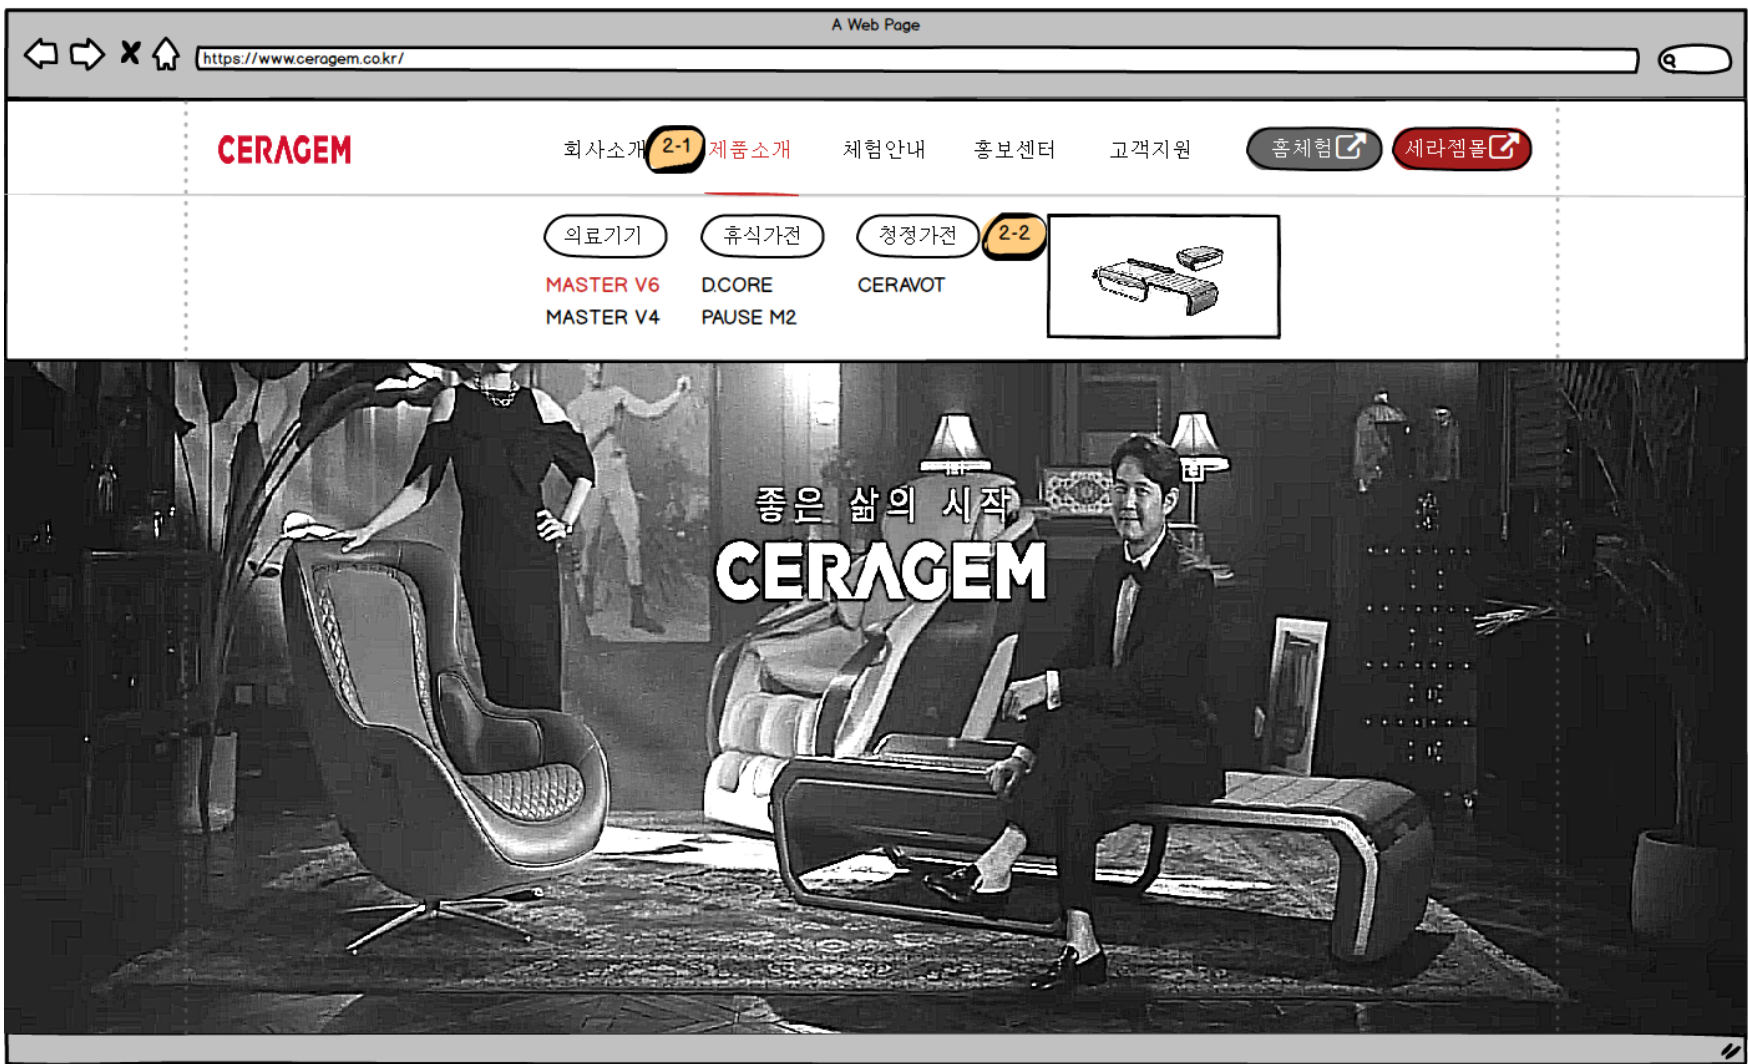 A Web Page
https://www.ceragem.co.kr/
CERAGEM
회사소개
2-1
제품소개
체험안내
홍보센터
고객지원
홈체험
세라젬몰
의료기기
휴식가전
청정가전
2-2
MASTER V6
D.CORE
CERAVOT
MASTER V4
PAUSE M2
좋은 삶의 시작
CERAGEM